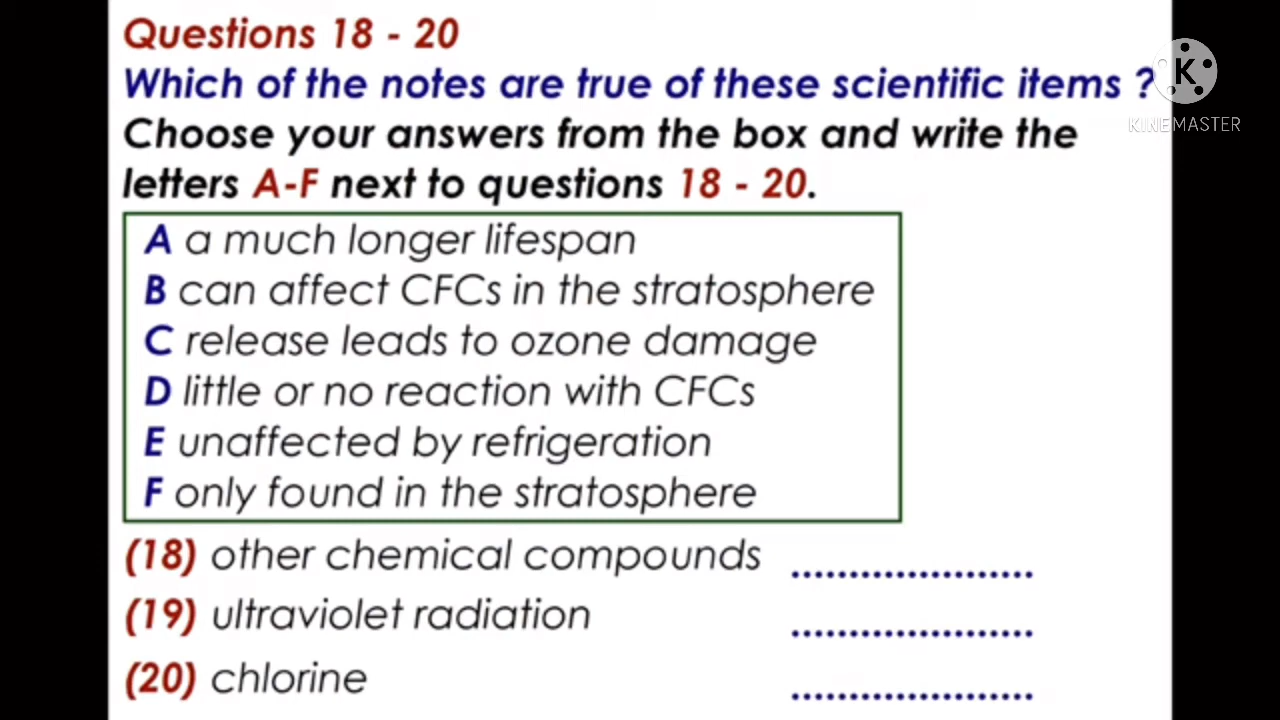 Questions 18 - 20
Which of the notes are true of these scientific items ?
K
KINEMASTER
Choose your answers from the box and write the
letters A-F next to questions 18 - 20.
A a much longer lifespan
B can affect CFCs in the stratosphere
C release leads to ozone damage
D little or no reaction with CFCs
E unaffected by refrigeration
F only found in the stratosphere
(18) other chemical compounds .....................
(19) ultraviolet radiation .....................
(20) chlorine .....................